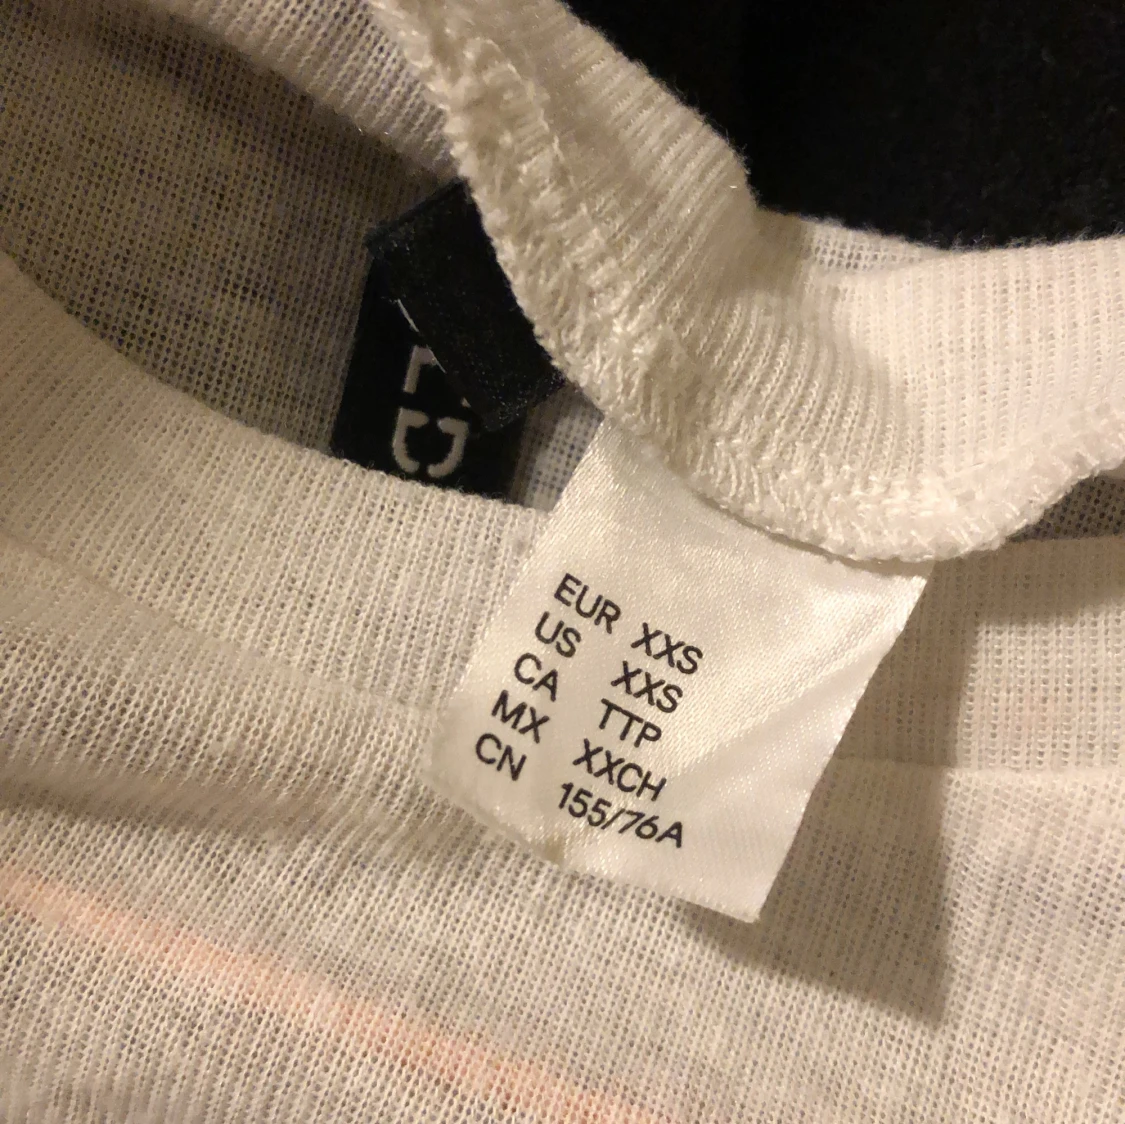 EUR XXS
US XXS
CA TTP
MX XXCH
CN 155/76A